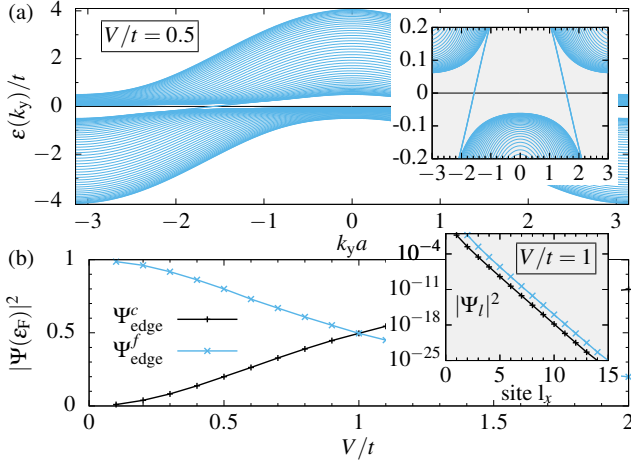 (a)
V/t = 0.5
ε(k_y)/t
4
2
0
−2
−4
−3 −2 −1 0 1 2 3
k_y a
0.2
0.1
0
−0.1
−0.2
−3 −2 −1 0 1 2 3
(b)
|Ψ(ε_F)|²
1
0.5
0
Ψ^c_edge
Ψ^f_edge
0 0.5 1 1.5 2
V/t
V/t = 1
|Ψ_l|²
10^−4
10^−11
10^−18
10^−25
0 5 10 15
site l_x